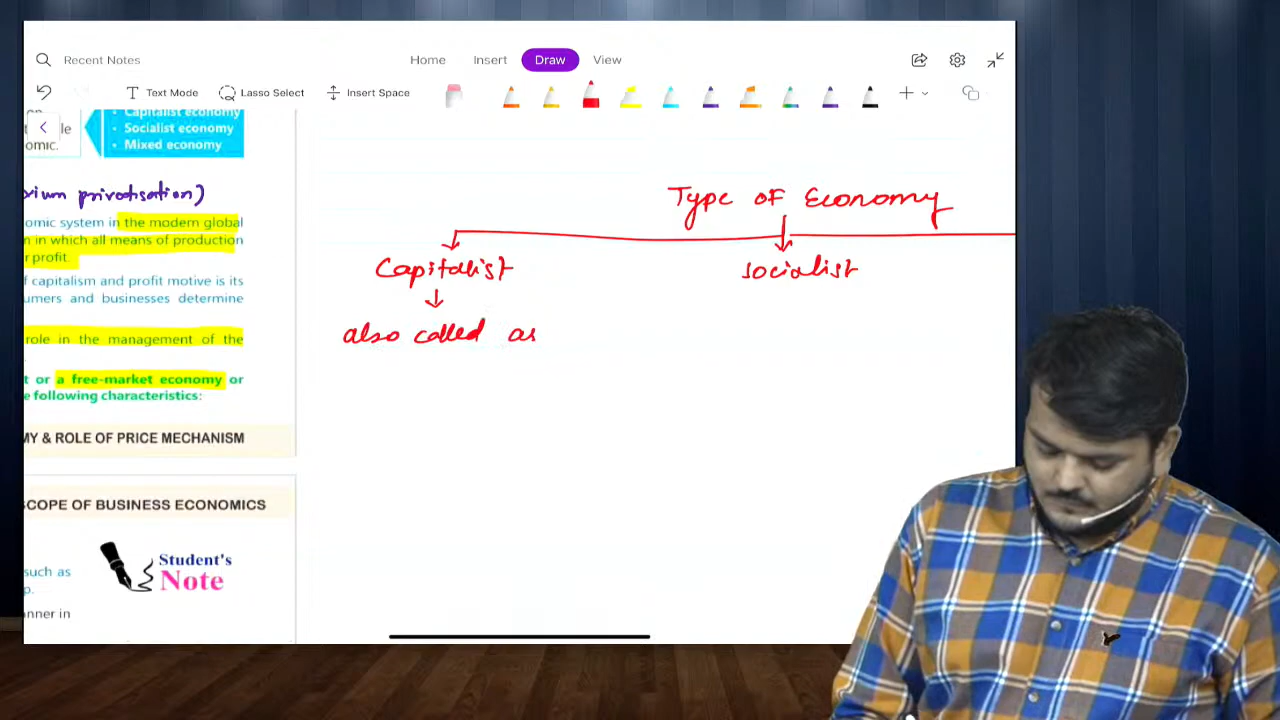 Recent Notes
Home Insert Draw View
Text Mode Lasso Select Insert Space
Capitalist economy
• Socialist economy
• Mixed economy
omic.
privatisation)
omic system in the modern global
n in which all means of production
r profit.
f capitalism and profit motive is its
umers and businesses determine
role in the management of the
t or a free-market economy or
e following characteristics:
MY & ROLE OF PRICE MECHANISM
SCOPE OF BUSINESS ECONOMICS
Student's
Note
such as
p.
anner in
Type of Economy
Capitalist
socialist
also called as